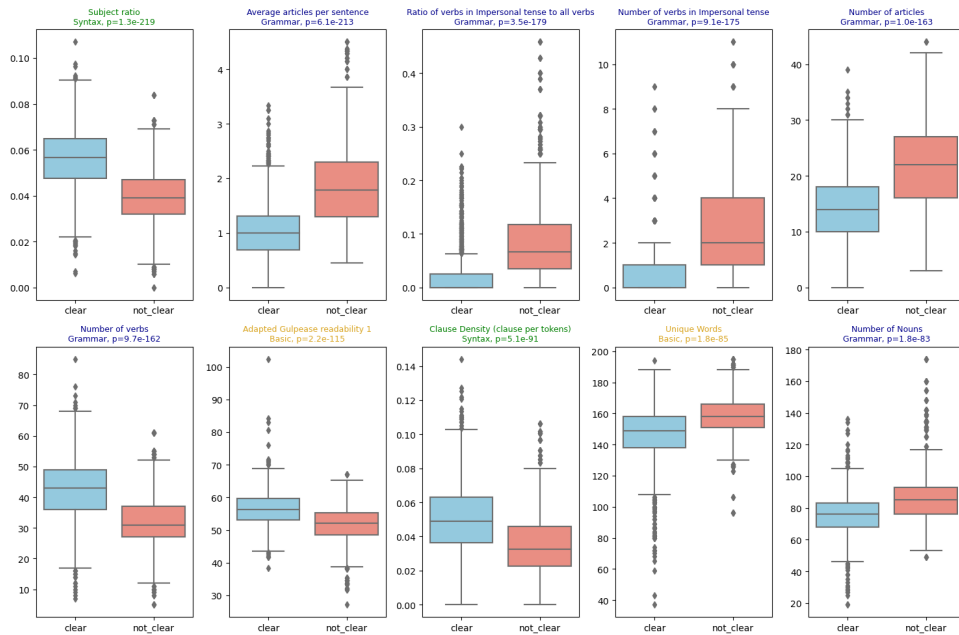 Subject ratio
Syntax, p=1.3e-219
0.10
0.08
0.06
0.04
0.02
0.00
clear
not_clear
Average articles per sentence
Grammar, p=6.1e-213
4
3
2
1
0
clear
not_clear
Ratio of verbs in Impersonal tense to all verbs
Grammar, p=3.5e-179
0.4
0.3
0.2
0.1
0.0
clear
not_clear
Number of verbs in Impersonal tense
Grammar, p=9.1e-175
10
8
6
4
2
0
clear
not_clear
Number of articles
Grammar, p=1.0e-163
40
30
20
10
0
clear
not_clear
Number of verbs
Grammar, p=9.7e-162
80
70
60
50
40
30
20
10
clear
not_clear
Adapted Gulpease readability 1
Basic, p=2.2e-115
100
90
80
70
60
50
40
30
clear
not_clear
Clause Density (clause per tokens)
Syntax, p=5.1e-91
0.14
0.12
0.10
0.08
0.06
0.04
0.02
0.00
clear
not_clear
Unique Words
Basic, p=1.8e-85
200
180
160
140
120
100
80
60
40
clear
not_clear
Number of Nouns
Grammar, p=1.8e-83
180
160
140
120
100
80
60
40
20
clear
not_clear